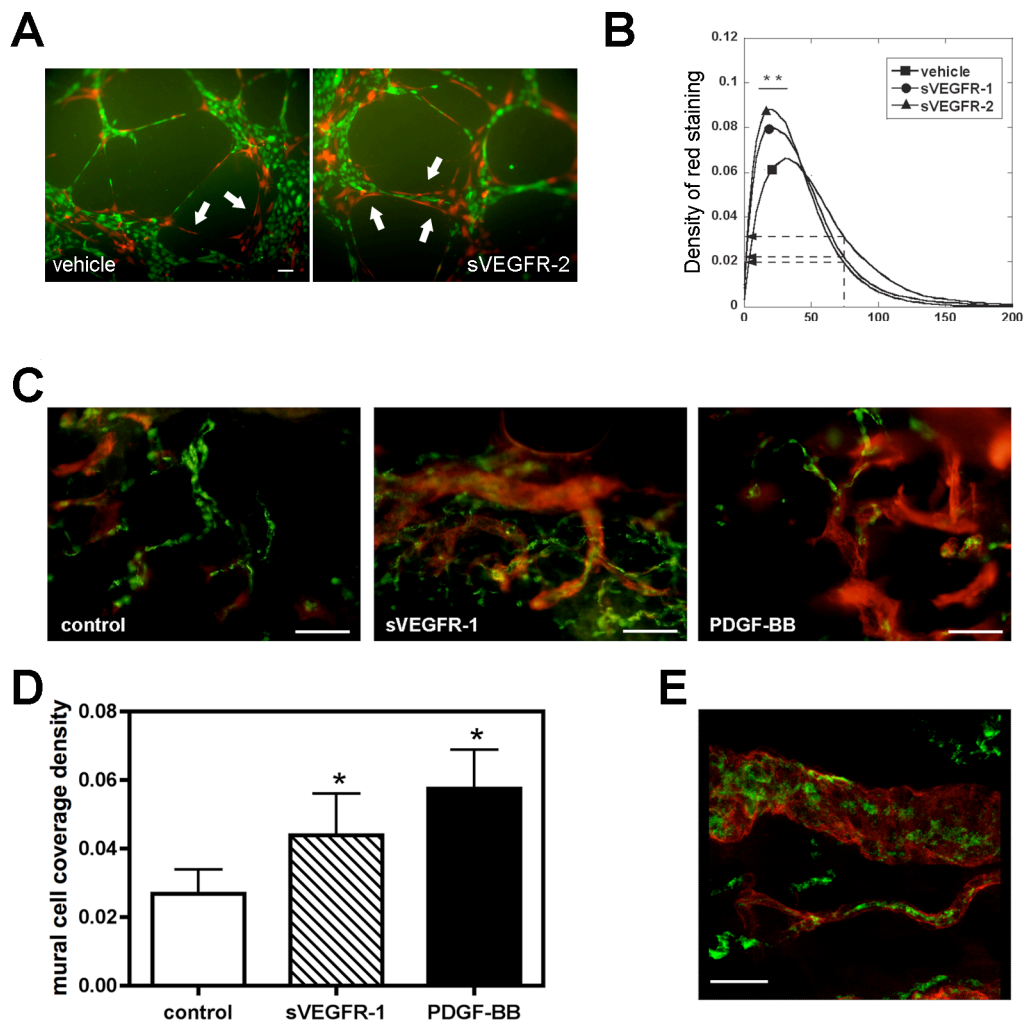 A
vehicle
sVEGFR-2
B
Density of red staining
0.12
0.1
0.08
0.06
0.04
0.02
0
0 50 100 150 200
* *
vehicle
sVEGFR-1
sVEGFR-2
C
control
sVEGFR-1
PDGF-BB
D
mural cell coverage density
0.08
0.06
0.04
0.02
0.00
*
*
control sVEGFR-1 PDGF-BB
E